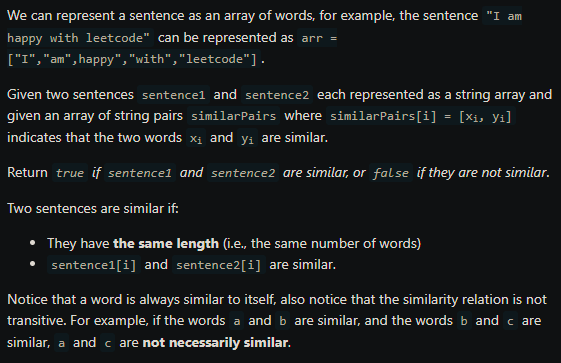 We can represent a sentence as an array of words, for example, the sentence "I am
happy with leetcode" can be represented as arr =
["I","am",happy","with","leetcode"].
Given two sentences sentence1 and sentence2 each represented as a string array and
given an array of string pairs similarPairs where similarPairs[i] = [xi, yi]
indicates that the two words xi and yi are similar.
Return true if sentence1 and sentence2 are similar, or false if they are not similar.
Two sentences are similar if:
• They have the same length (i.e., the same number of words)
• sentence1[i] and sentence2[i] are similar.
Notice that a word is always similar to itself, also notice that the similarity relation is not
transitive. For example, if the words a and b are similar, and the words b and c are
similar, a and c are not necessarily similar.